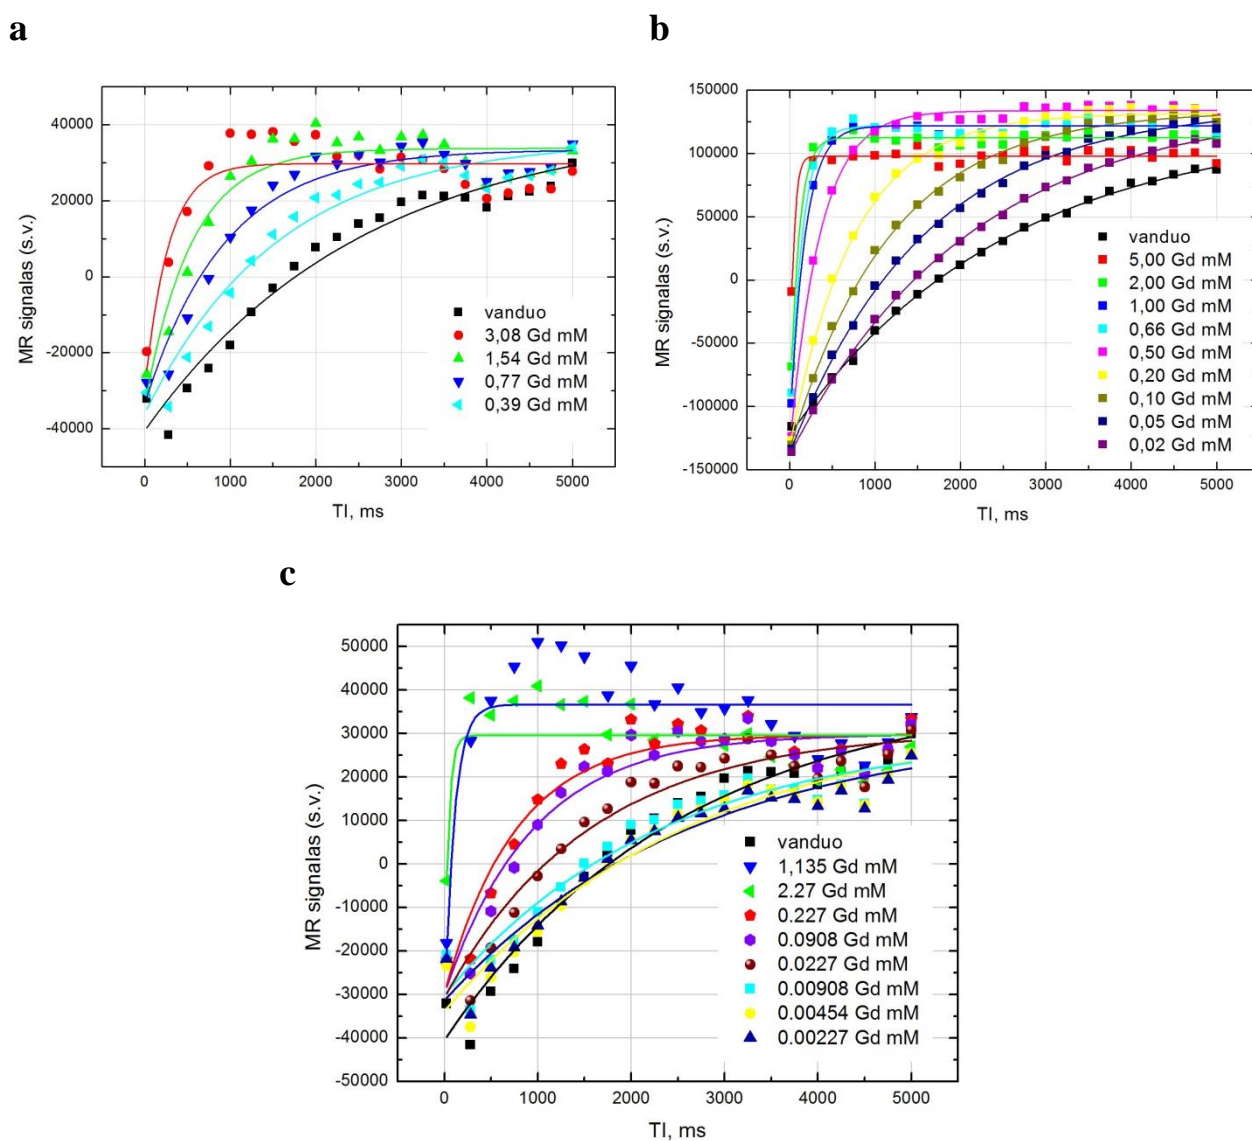 a
MR signalas (s.v.)
40000
20000
0
-20000
-40000
0 1000 2000 3000 4000 5000
TI, ms
vanduo
3,08 Gd mM
1,54 Gd mM
0,77 Gd mM
0,39 Gd mM
b
MR signalas (s.v.)
150000
100000
50000
0
-50000
-100000
-150000
0 1000 2000 3000 4000 5000
TI, ms
vanduo
5,00 Gd mM
2,00 Gd mM
1,00 Gd mM
0,66 Gd mM
0,50 Gd mM
0,20 Gd mM
0,10 Gd mM
0,05 Gd mM
0,02 Gd mM
c
MR signalas (s.v.)
50000
40000
30000
20000
10000
0
-10000
-20000
-30000
-40000
-50000
0 1000 2000 3000 4000 5000
TI, ms
vanduo
1,135 Gd mM
2.27 Gd mM
0.227 Gd mM
0.0908 Gd mM
0.0227 Gd mM
0.00908 Gd mM
0.00454 Gd mM
0.00227 Gd mM